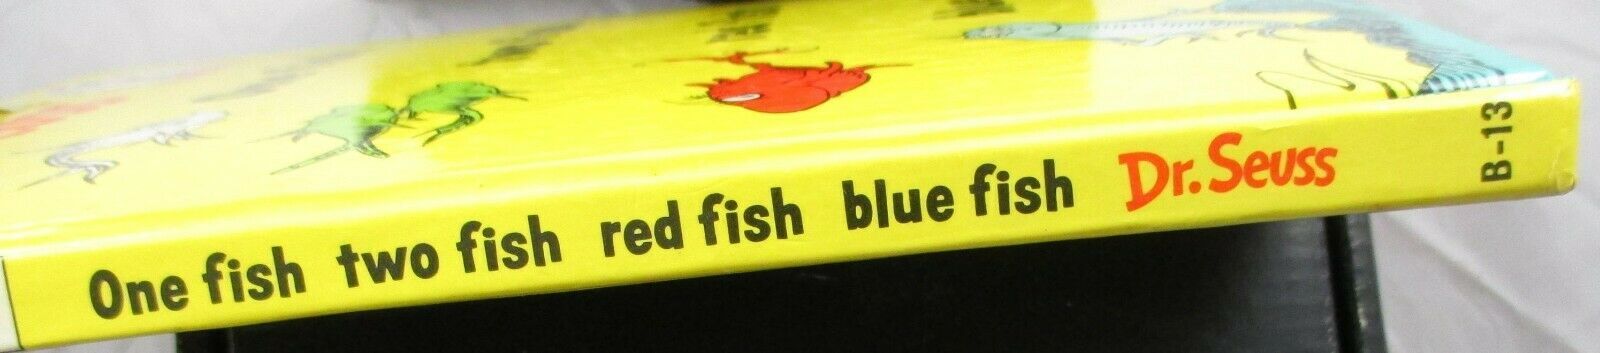 One fish two fish red fish blue fish Dr. Seuss B-13